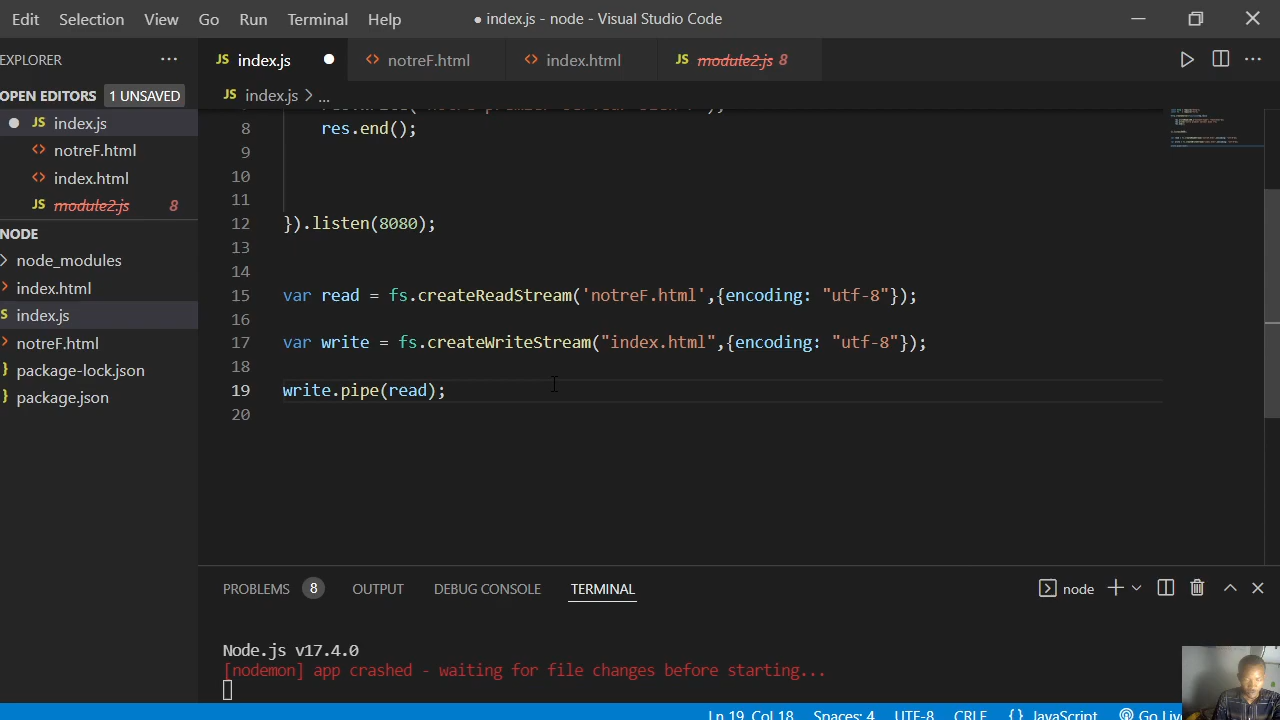 Edit Selection View Go Run Terminal Help ● index.js - node - Visual Studio Code
EXPLORER ··· JS index.js ● <> notreF.html <> index.html JS module2.js 8
OPEN EDITORS 1 UNSAVED JS index.js > ...
● JS index.js
<> notreF.html
<> index.html
JS module2.js 8
NODE
> node_modules
index.html
index.js
notreF.html
package-lock.json
package.json
8 res.end();
9
10
11
12 }).listen(8080);
13
14
15 var read = fs.createReadStream('notreF.html',{encoding: "utf-8"});
16
17 var write = fs.createWriteStream("index.html",{encoding: "utf-8"});
18
19 write.pipe(read);
20
PROBLEMS 8 OUTPUT DEBUG CONSOLE TERMINAL node
Node.js v17.4.0
[nodemon] app crashed - waiting for file changes before starting...
Ln 19, Col 18 Spaces: 4 UTF-8 CRLF {} JavaScript Go Liv